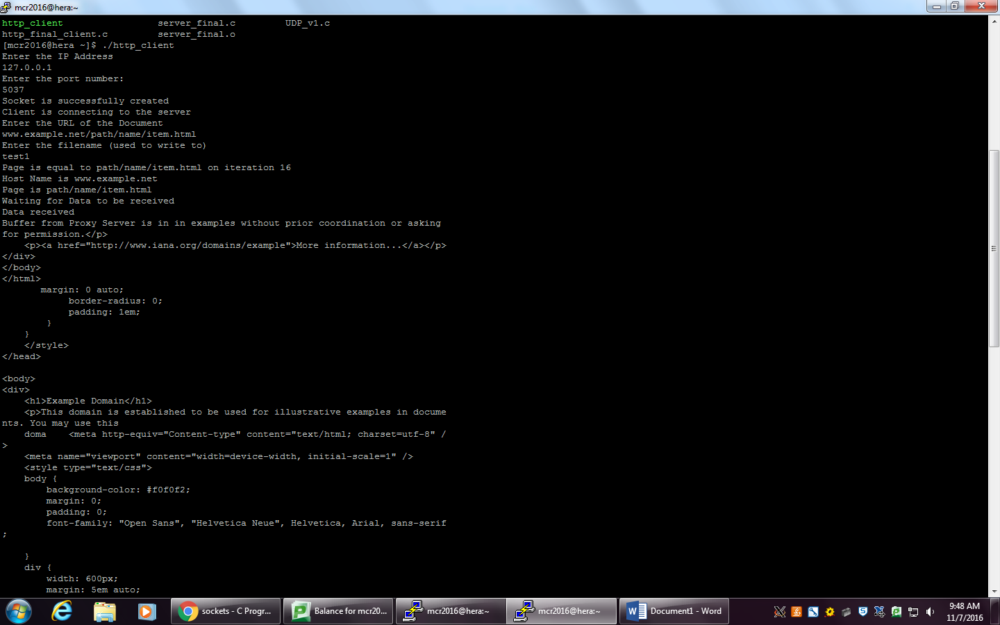 mcr2016@hera:~
http_client                 server_final.c         UDP_v1.c
http_final_client.c         server_final.o
[mcr2016@hera ~]$ ./http_client
Enter the IP Address
127.0.0.1
Enter the port number:
5037
Socket is successfully created
Client is connecting to the server
Enter the URL of the Document
www.example.net/path/name/item.html
Enter the filename (used to write to)
test1
Page is equal to path/name/item.html on iteration 16
Host Name is www.example.net
Page is path/name/item.html
Waiting for Data to be received
Data received
Buffer from Proxy Server is in in examples without prior coordination or asking
for permission.</p>
    <p><a href="http://www.iana.org/domains/example">More information...</a></p>
</div>
</body>
</html>
       margin: 0 auto;
            border-radius: 0;
            padding: 1em;
        }
    }
    </style>
</head>

<body>
<div>
    <h1>Example Domain</h1>
    <p>This domain is established to be used for illustrative examples in docume
nts. You may use this
    doma    <meta http-equiv="Content-type" content="text/html; charset=utf-8" /
>
    <meta name="viewport" content="width=device-width, initial-scale=1" />
    <style type="text/css">
    body {
        background-color: #f0f0f2;
        margin: 0;
        padding: 0;
        font-family: "Open Sans", "Helvetica Neue", Helvetica, Arial, sans-serif
;

    }
    div {
        width: 600px;
        margin: 5em auto;
sockets - C Progr...
Balance for mcr20...
mcr2016@hera:~
mcr2016@hera:~
Document1 - Word
9:48 AM
11/7/2016